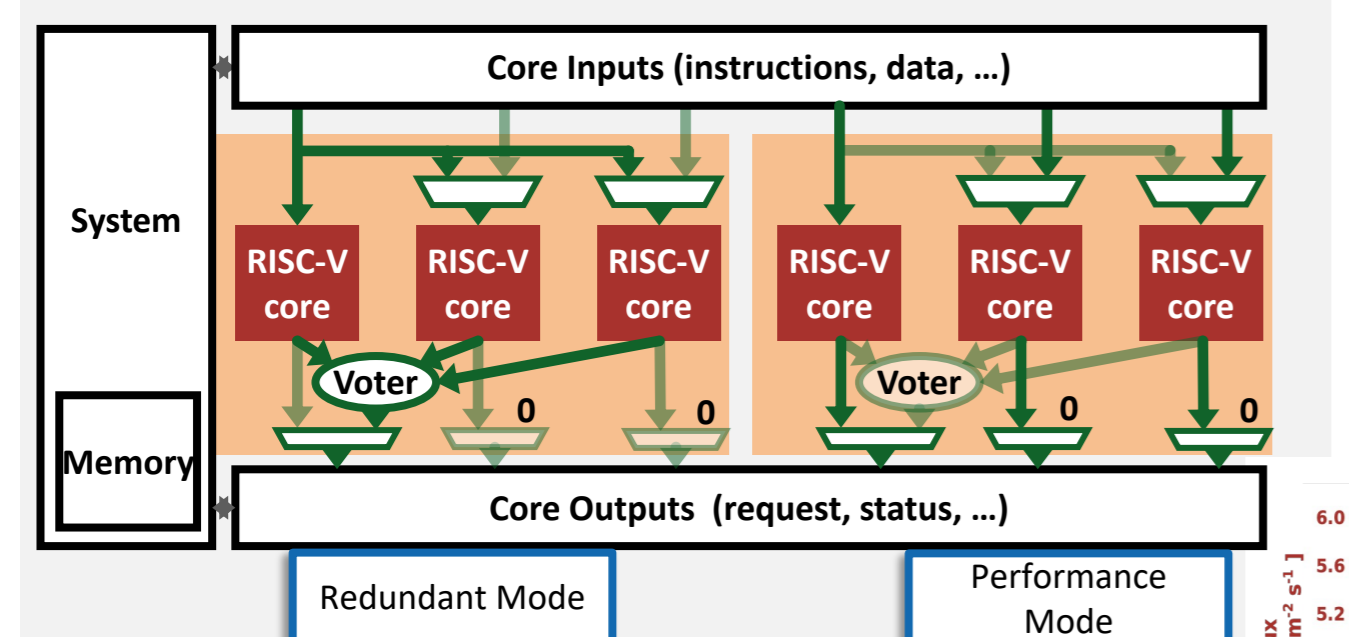 Core Inputs (instructions, data, …)
System
RISC-V
core
RISC-V
core
RISC-V
core
RISC-V
core
RISC-V
core
RISC-V
core
Voter
0
0
Voter
0
0
Memory
Core Outputs (request, status, …)
Redundant Mode
Performance
Mode
6.0
5.6
5.2
m⁻² s⁻¹ ]